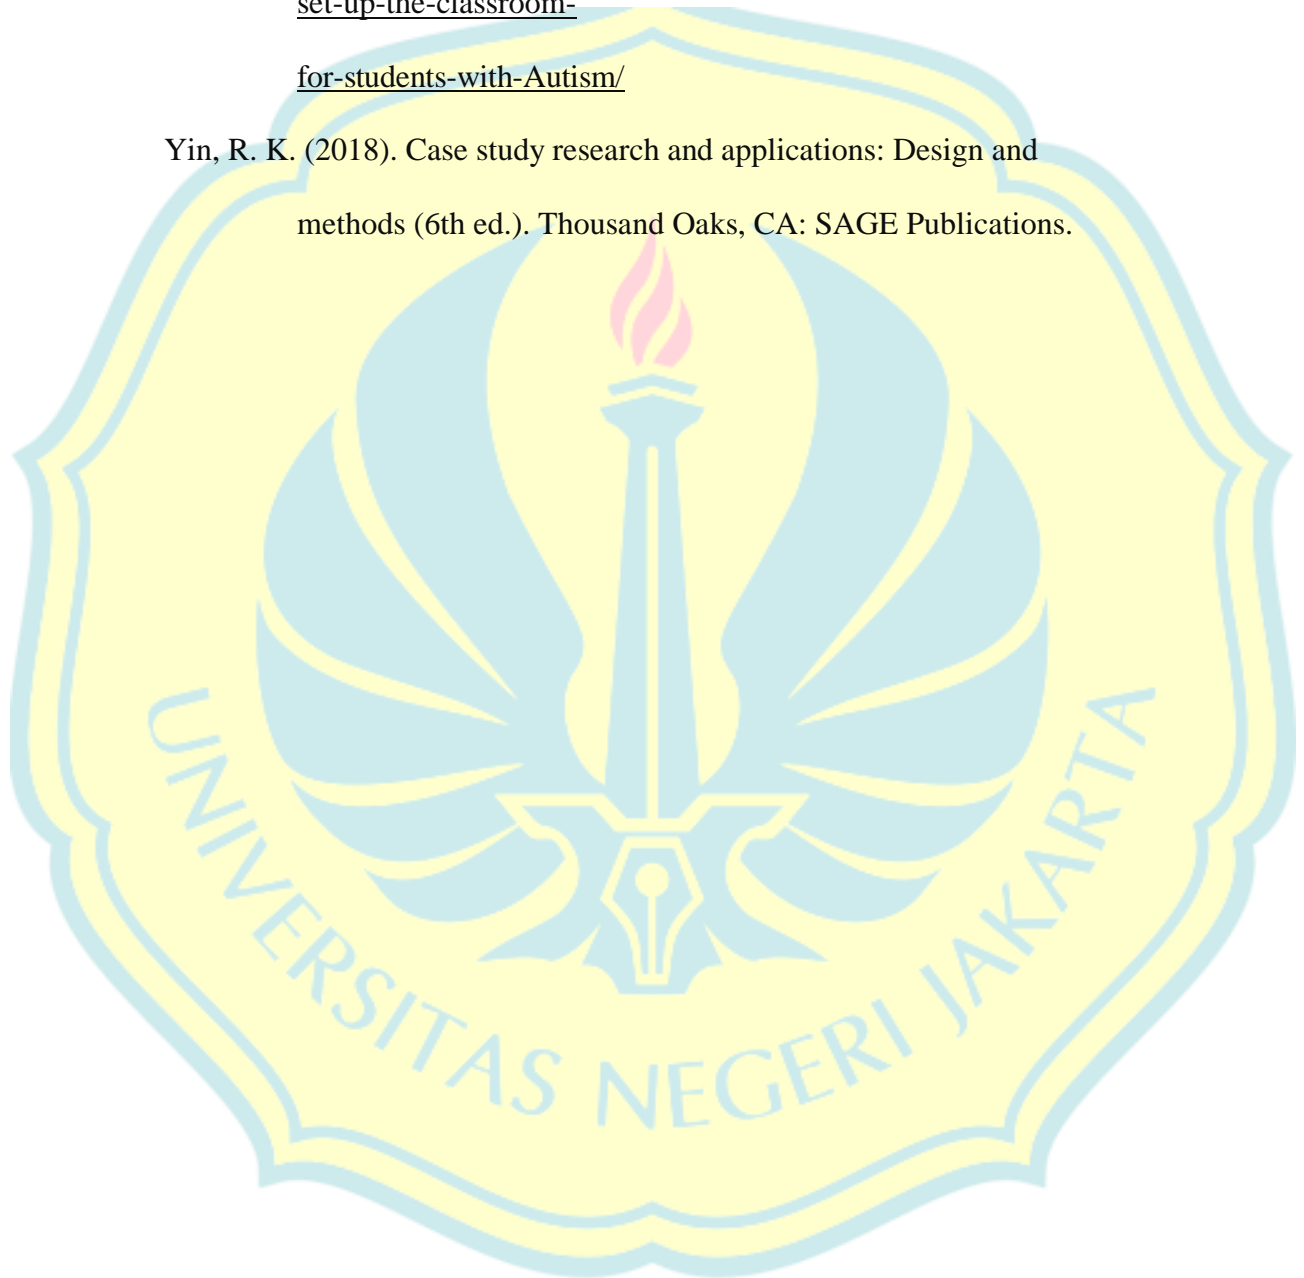 set-up-the-classroom-
for-students-with-Autism/
Yin, R. K. (2018). Case study research and applications: Design and
methods (6th ed.). Thousand Oaks, CA: SAGE Publications.
UNIVERSITAS NEGERI JAKARTA